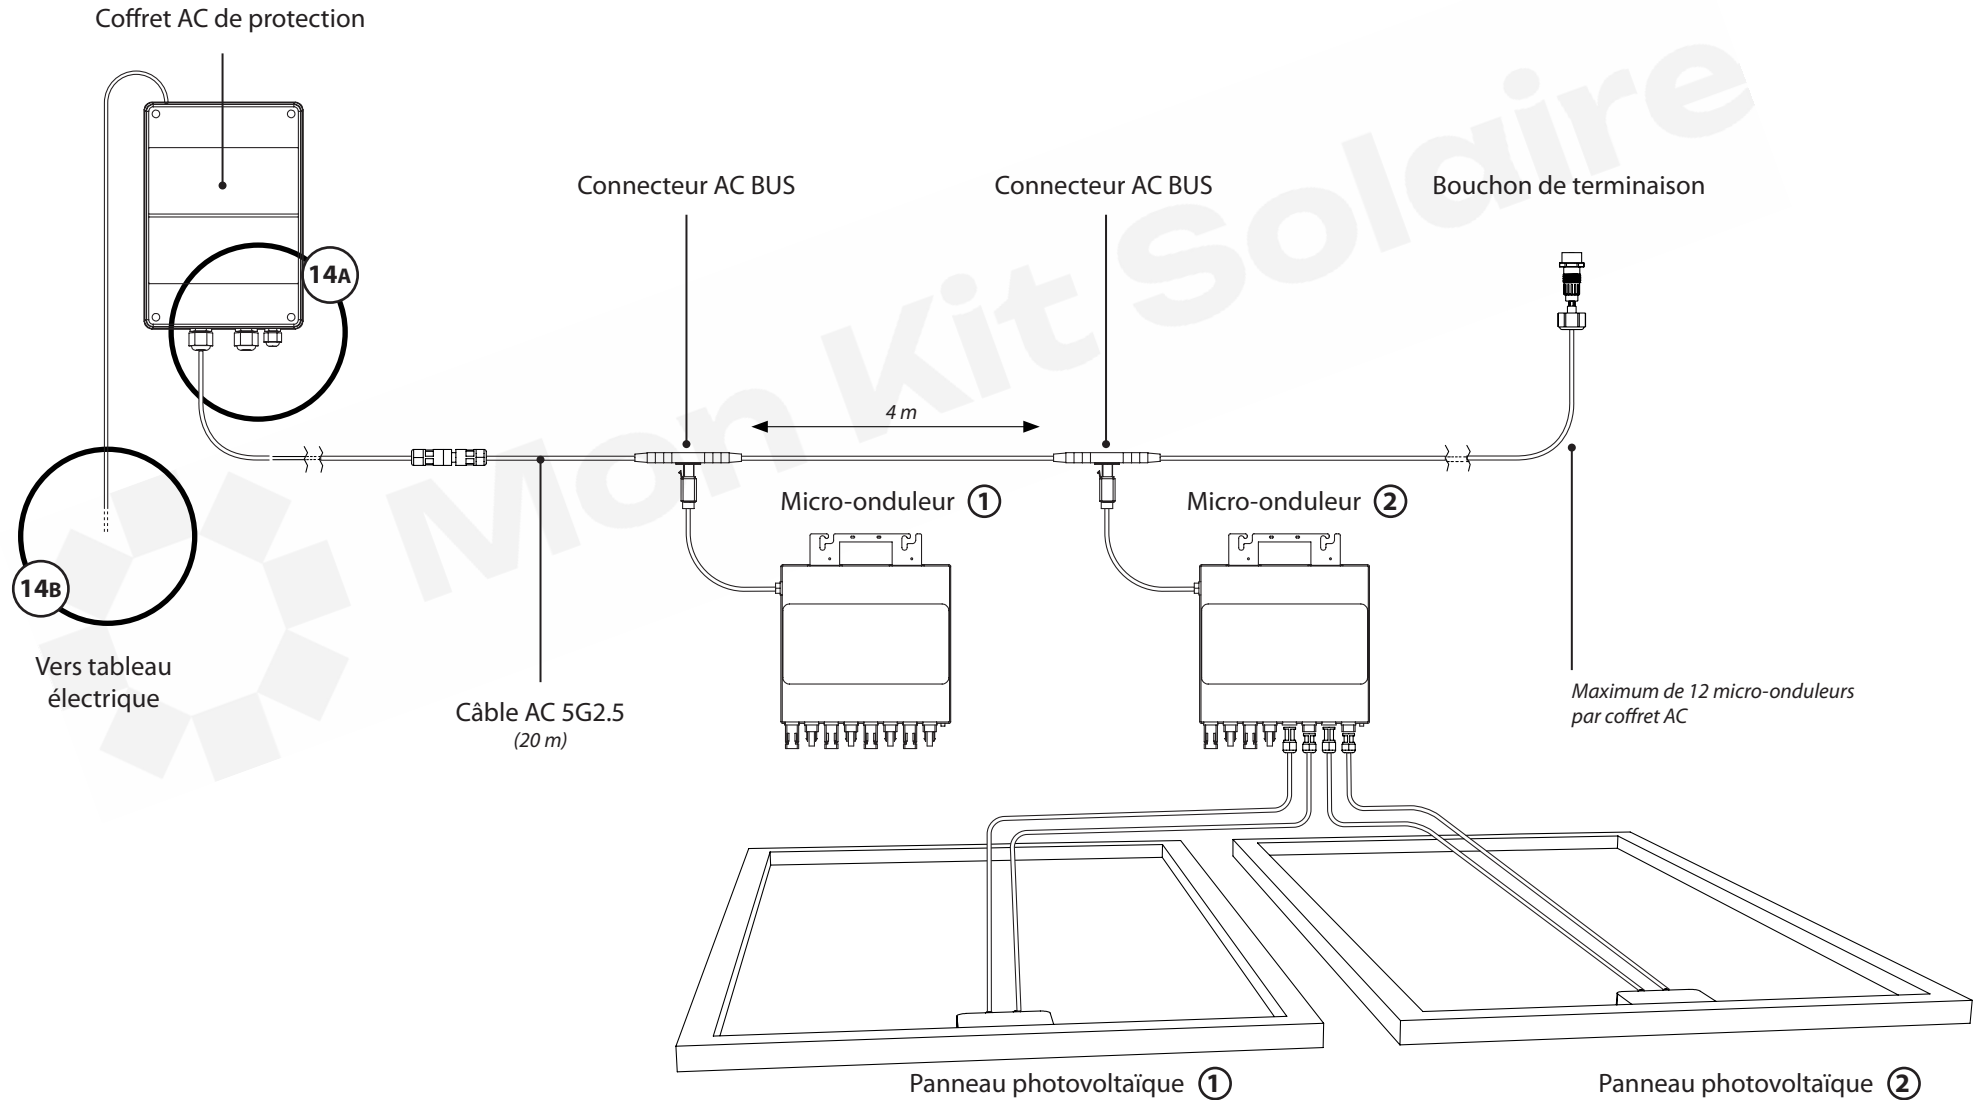 Coffret AC de protection
Connecteur AC BUS
Connecteur AC BUS
Bouchon de terminaison
14A
4 m
Micro-onduleur 1
Micro-onduleur 2
14B
Vers tableau
électrique
Câble AC 5G2.5
(20 m)
Maximum de 12 micro-onduleurs
par coffret AC
Panneau photovoltaïque 1
Panneau photovoltaïque 2
Mon Kit Solaire